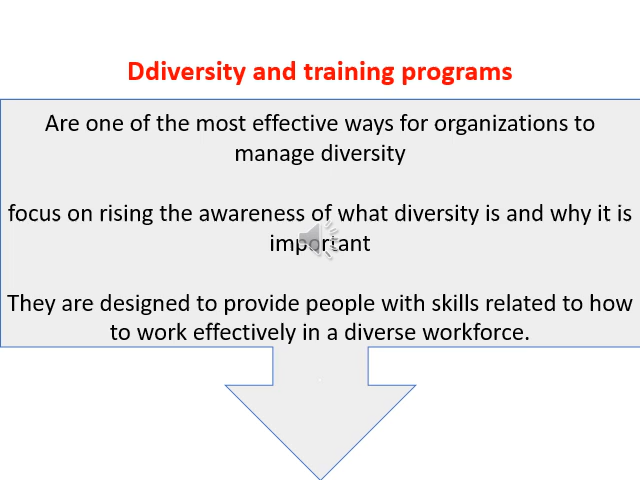 Ddiversity and training programs
Are one of the most effective ways for organizations to
manage diversity
focus on rising the awareness of what diversity is and why it is
important
They are designed to provide people with skills related to how
to work effectively in a diverse workforce.